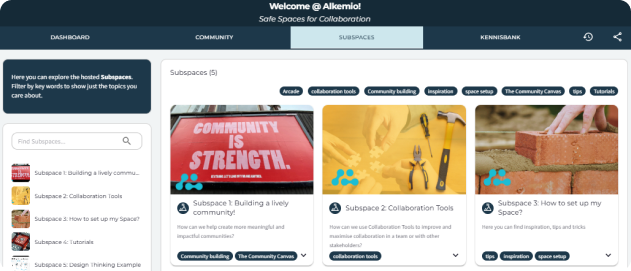 Welcome @ Alkemio!
Safe Spaces for Collaboration
DASHBOARD
COMMUNITY
SUBSPACES
KENNISBANK
Here you can explore the hosted Subspaces.
Filter by key words to show just the topics you
care about.
Find Subspaces...
Subspace 1: Building a lively commu...
Subspace 2: Collaboration Tools
Subspace 3: How to set up my Space?
Subspace 4: Tutorials
Subspace 5: Design Thinking Example
Subspaces (5)
Arcade collaboration tools Community building inspiration space setup The Community Canvas tips Tutorials
COMMUNITY
IS
STRENGTH.
Subspace 1: Building a lively
community!
How can we help create more meaningful and
impactful communities?
Community building The Community Canvas
Subspace 2: Collaboration Tools
How can we use Collaboration Tools to improve and
maximise collaboration in a team or with other
stakeholders?
collaboration tools
Subspace 3: How to set up my
Space?
Here you can find inspiration, tips and tricks
tips inspiration space setup